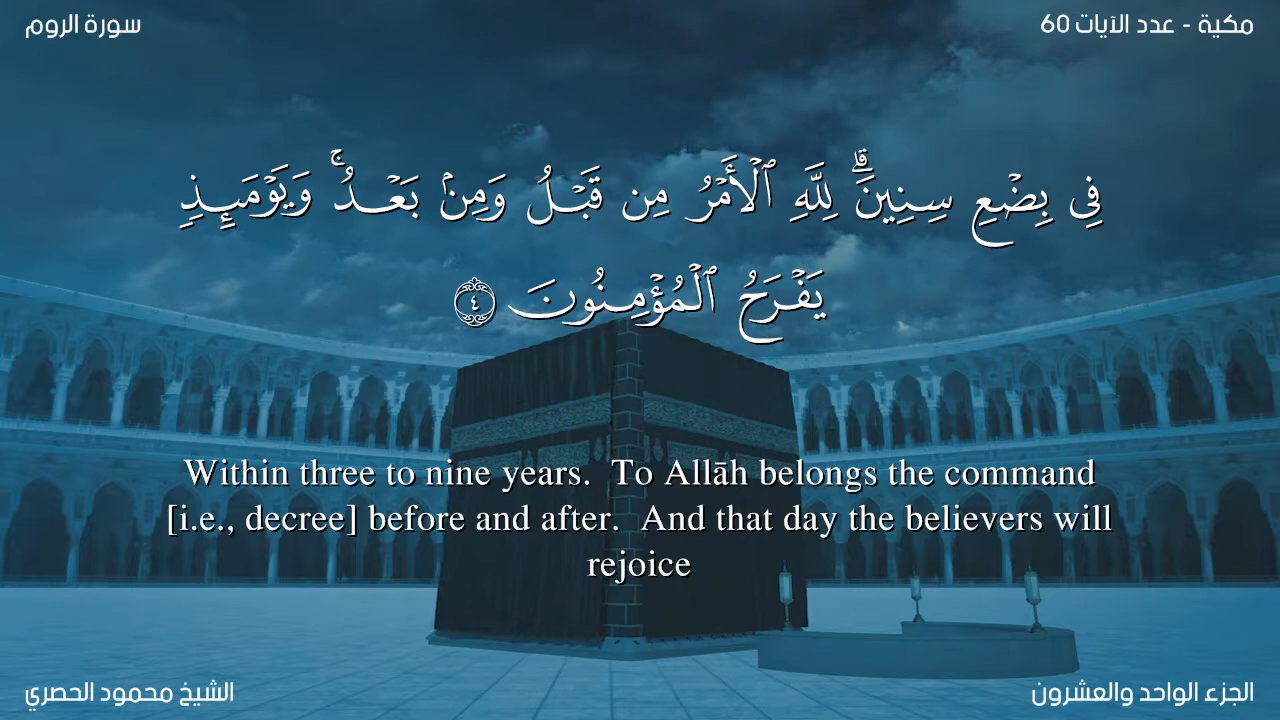 مكية - عدد الآيات 60
سورة الروم
فِي بِضْعِ سِنِينَۗ لِلَّهِ ٱلْأَمْرُ مِن قَبْلُ وَمِنۢ بَعْدُۚ وَيَوْمَئِذٍ
يَفْرَحُ ٱلْمُؤْمِنُونَ ٤
Within three to nine years.  To Allāh belongs the command
[i.e., decree] before and after.  And that day the believers will
rejoice
الجزء الواحد والعشرون
الشيخ محمود الحصري